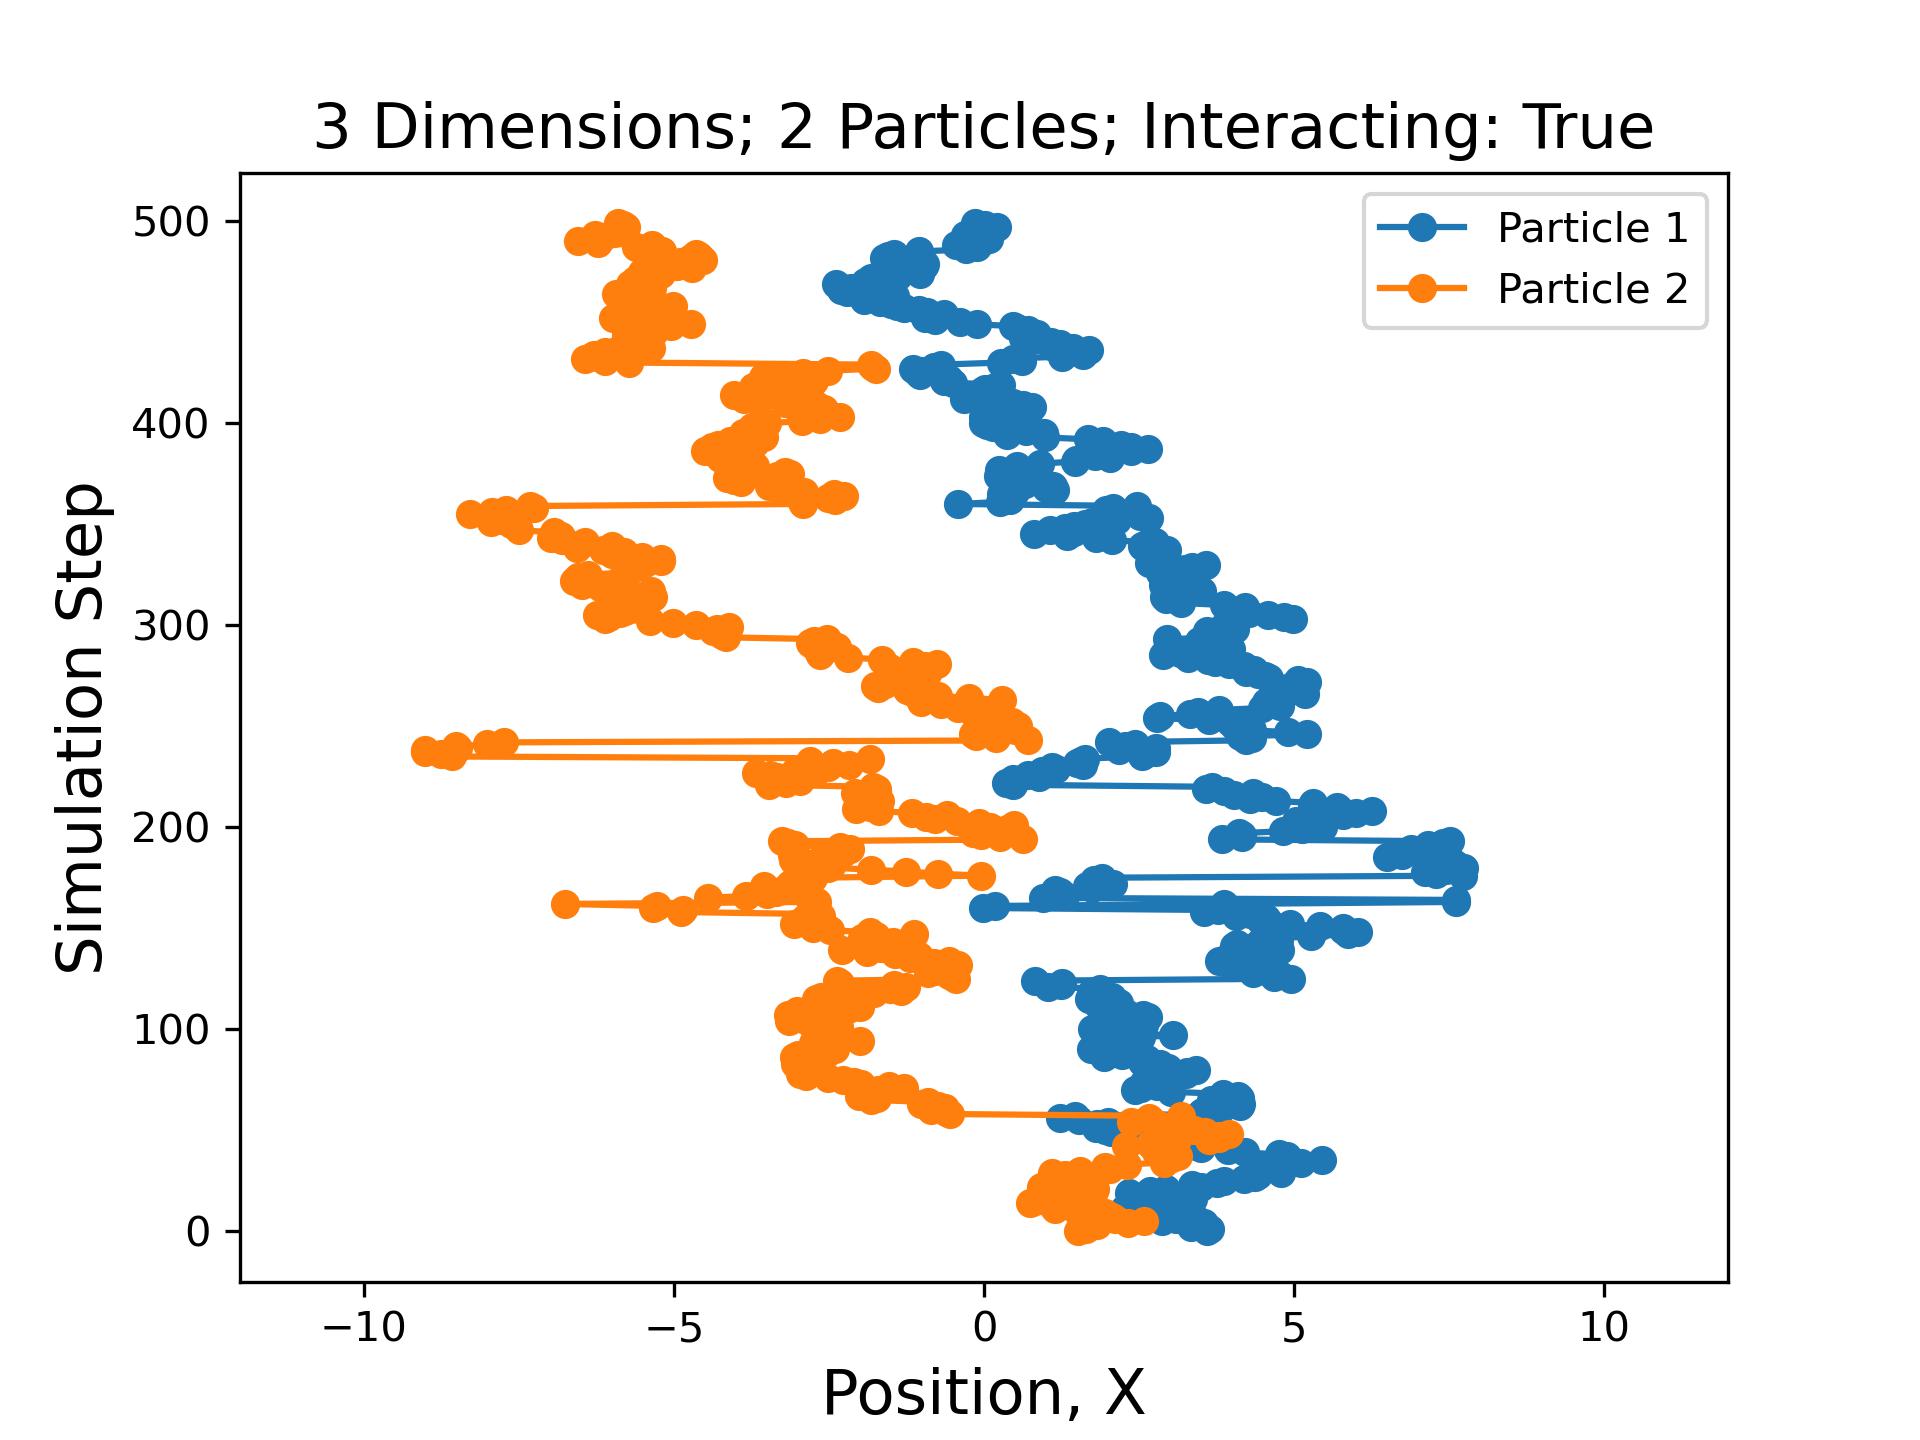 3 Dimensions; 2 Particles; Interacting: True
Particle 1
Particle 2
500
400
300
200
100
0
Simulation Step
−10
−5
0
5
10
Position, X